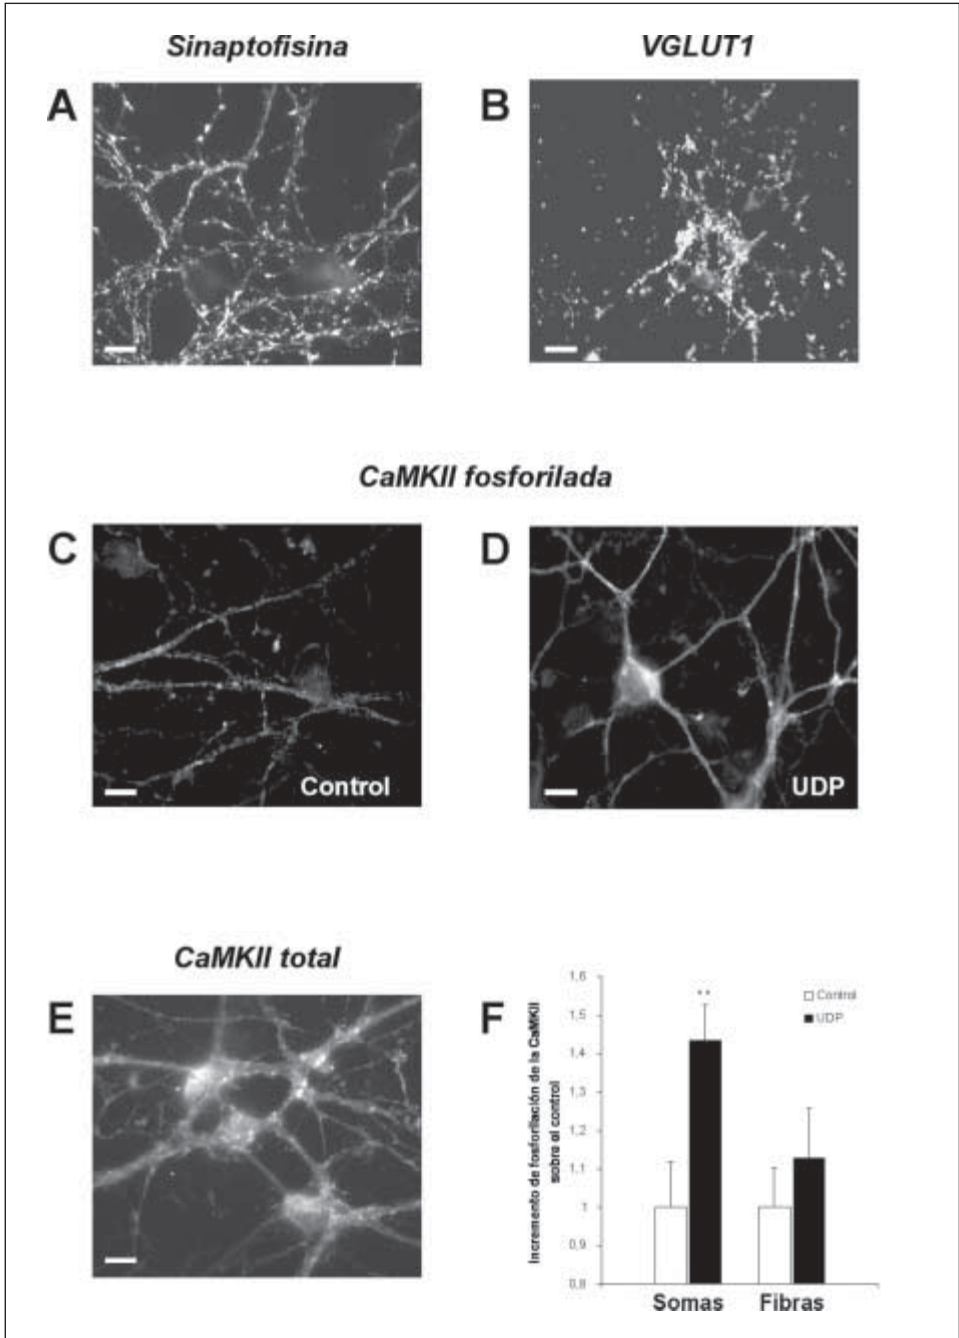 Sinaptofisina
VGLUT1
A
B
CaMKII fosforilada
C
D
Control
UDP
CaMKII total
E
F
Incremento de fosforilación de la CaMKII
sobre el control
1,6
1,5
1,4
1,3
1,2
1,1
1
0,9
0,8
**
Control
UDP
Somas
Fibras